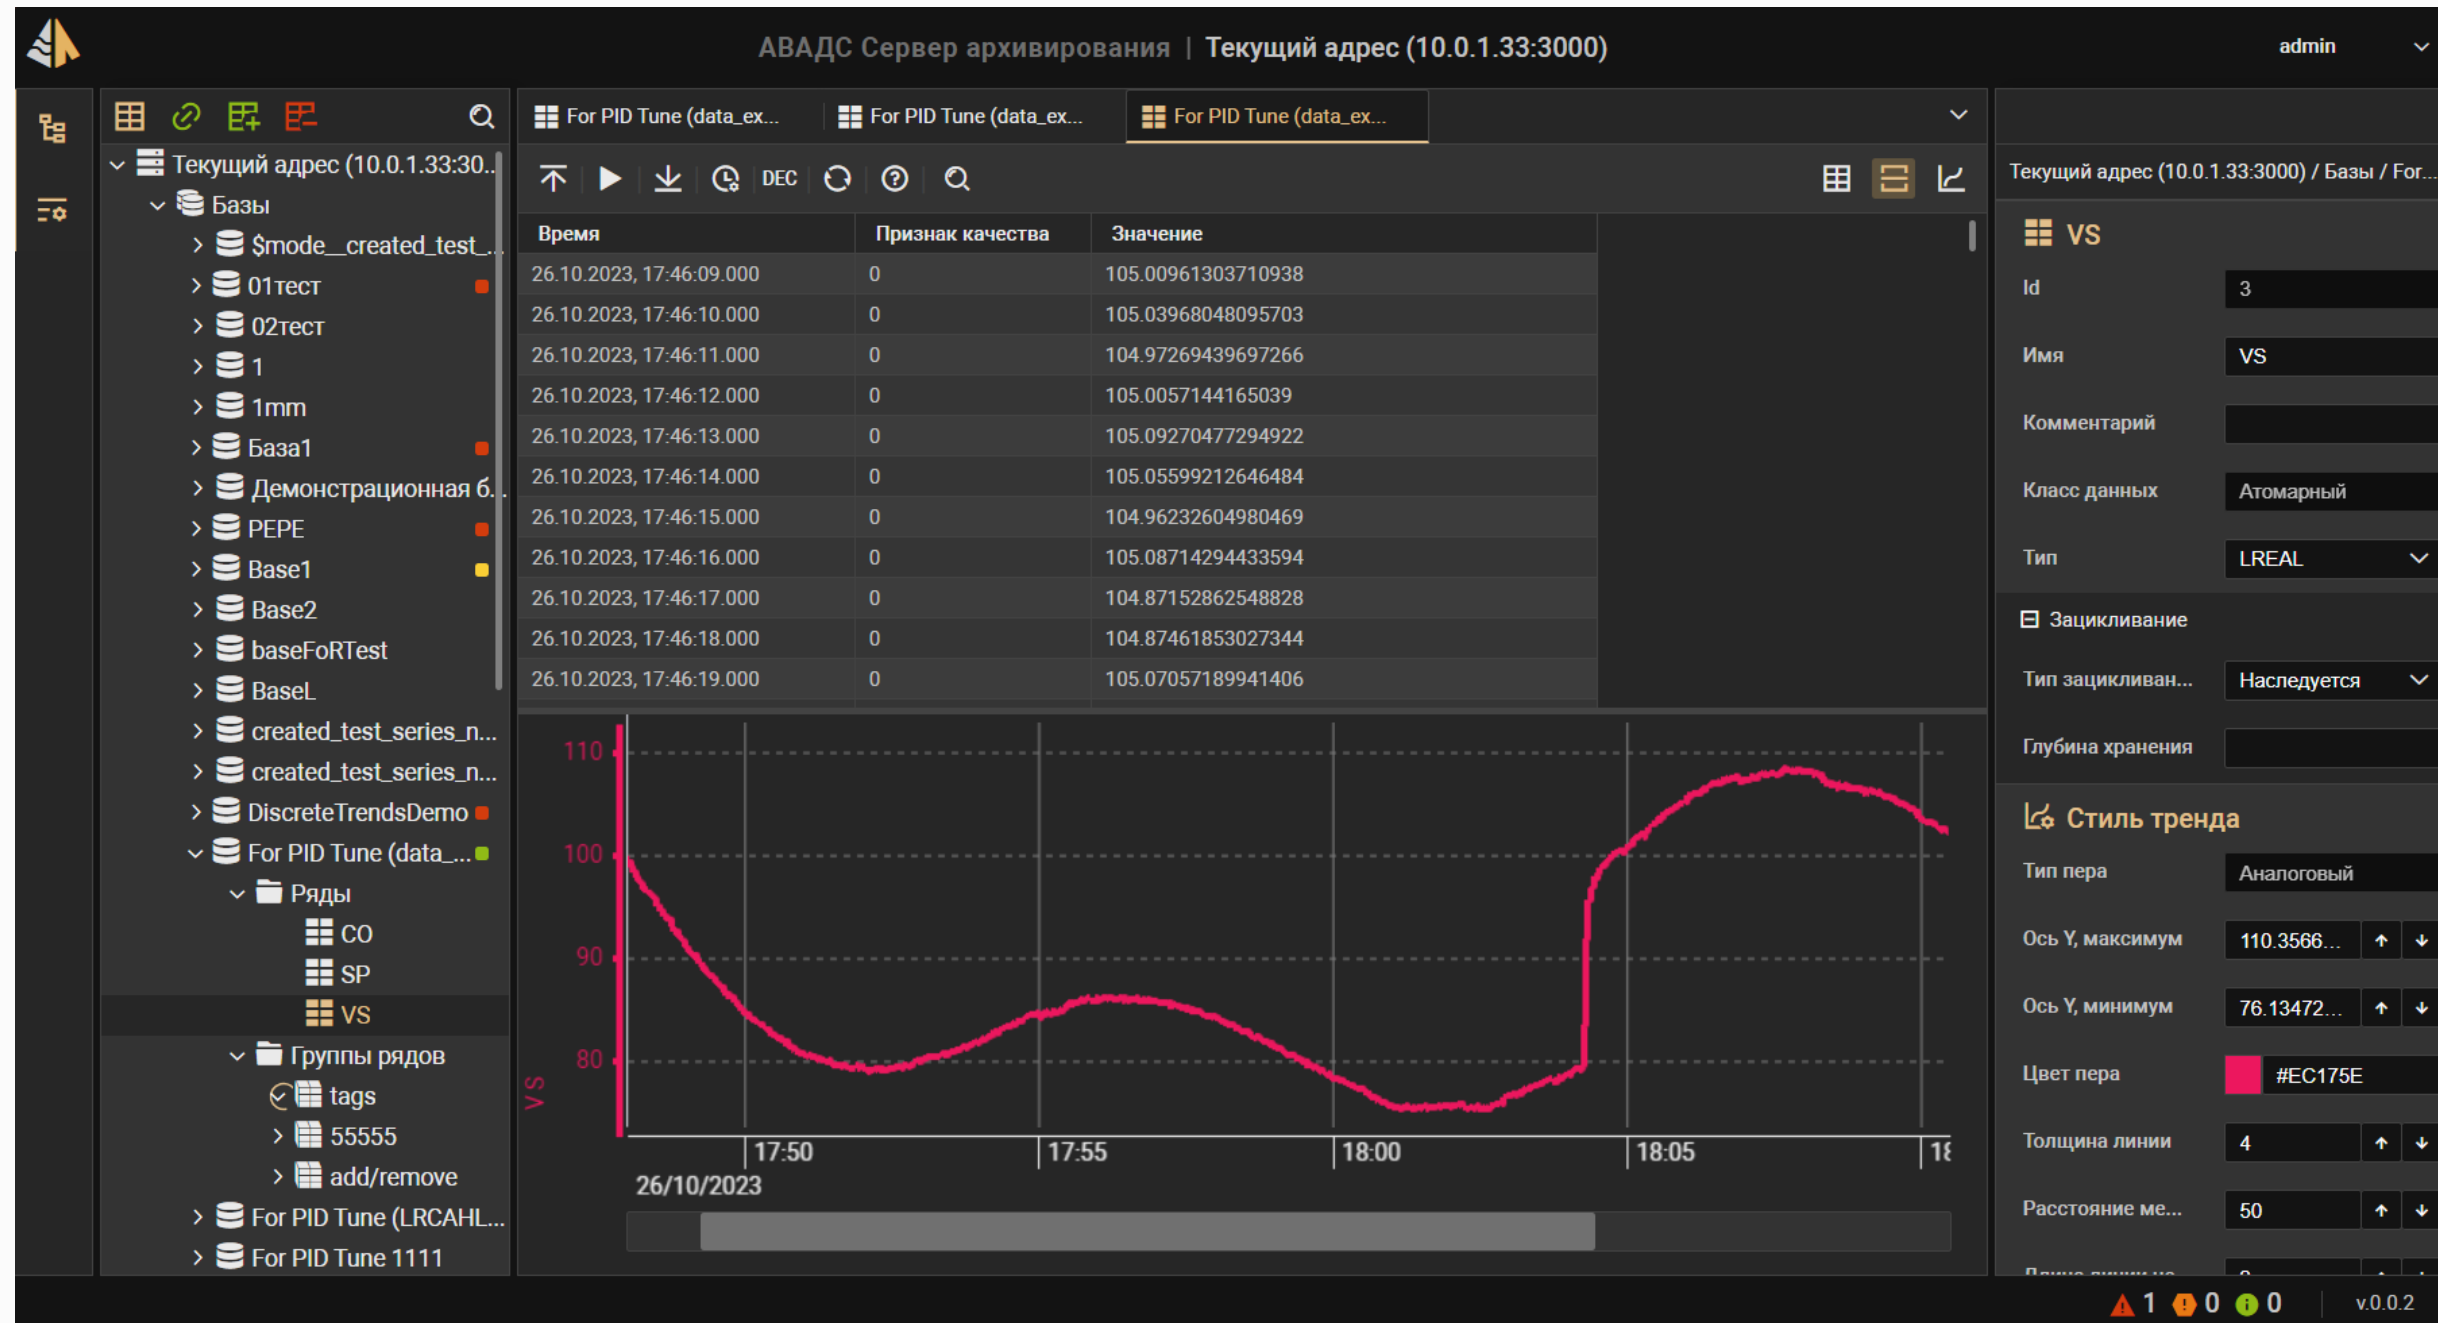 АВАДС Сервер архивирования | Текущий адрес (10.0.1.33:3000)
admin
For PID Tune (data_ex...
For PID Tune (data_ex...
For PID Tune (data_ex...
Текущий адрес (10.0.1.33:30...
Базы
$mode__created_test_...
01тест
02тест
1
1mm
База1
Демонстрационная б...
PEPE
Base1
Base2
baseFoRTest
BaseL
created_test_series_n...
created_test_series_n...
DiscreteTrendsDemo
For PID Tune (data_...
Ряды
CO
SP
VS
Группы рядов
tags
55555
add/remove
For PID Tune (LRCAHL...
For PID Tune 1111
DEC
Время Признак качества Значение
26.10.2023, 17:46:09.000 0 105.00961303710938
26.10.2023, 17:46:10.000 0 105.03968048095703
26.10.2023, 17:46:11.000 0 104.97269439697266
26.10.2023, 17:46:12.000 0 105.0057144165039
26.10.2023, 17:46:13.000 0 105.09270477294922
26.10.2023, 17:46:14.000 0 105.05599212646484
26.10.2023, 17:46:15.000 0 104.96232604980469
26.10.2023, 17:46:16.000 0 105.08714294433594
26.10.2023, 17:46:17.000 0 104.87152862548828
26.10.2023, 17:46:18.000 0 104.87461853027344
26.10.2023, 17:46:19.000 0 105.07057189941406
110
100
90
80
VS
17:50 17:55 18:00 18:05
26/10/2023
Текущий адрес (10.0.1.33:3000) / Базы / For...
VS
Id 3
Имя VS
Комментарий
Класс данных Атомарный
Тип LREAL
Зацикливание
Тип зацикливан... Наследуется
Глубина хранения
Стиль тренда
Тип пера Аналоговый
Ось Y, максимум 110.3566...
Ось Y, минимум 76.13472...
Цвет пера #EC175E
Толщина линии 4
Расстояние ме... 50
1 0 0 v.0.0.2